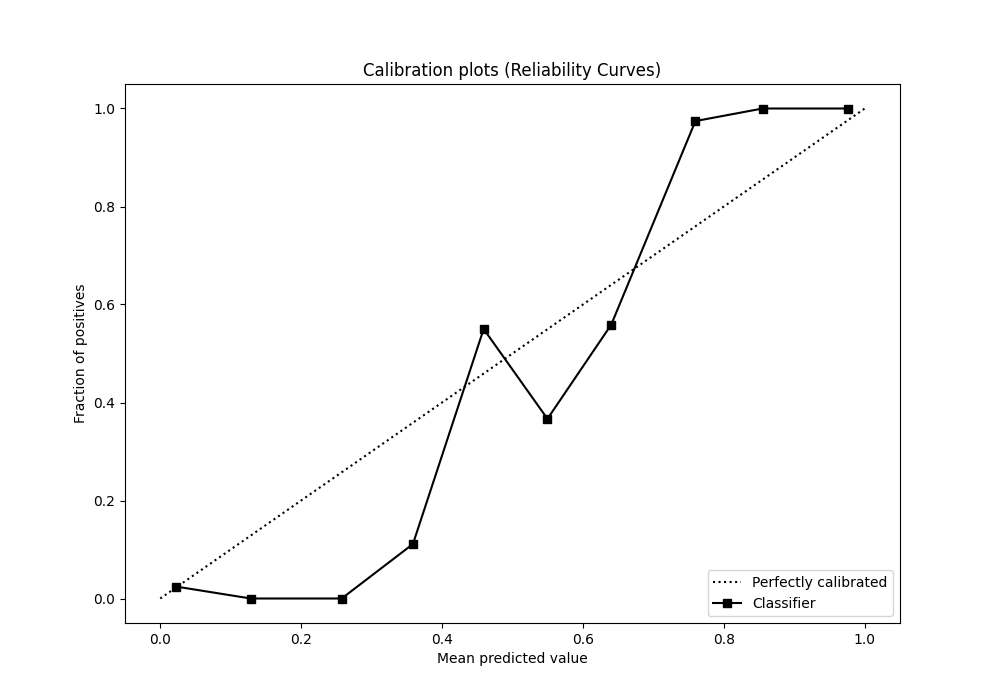 Calibration plots (Reliability Curves)
1.0
0.8
0.6
0.4
0.2
0.0
Fraction of positives
Perfectly calibrated
Classifier
0.0 0.2 0.4 0.6 0.8 1.0
Mean predicted value